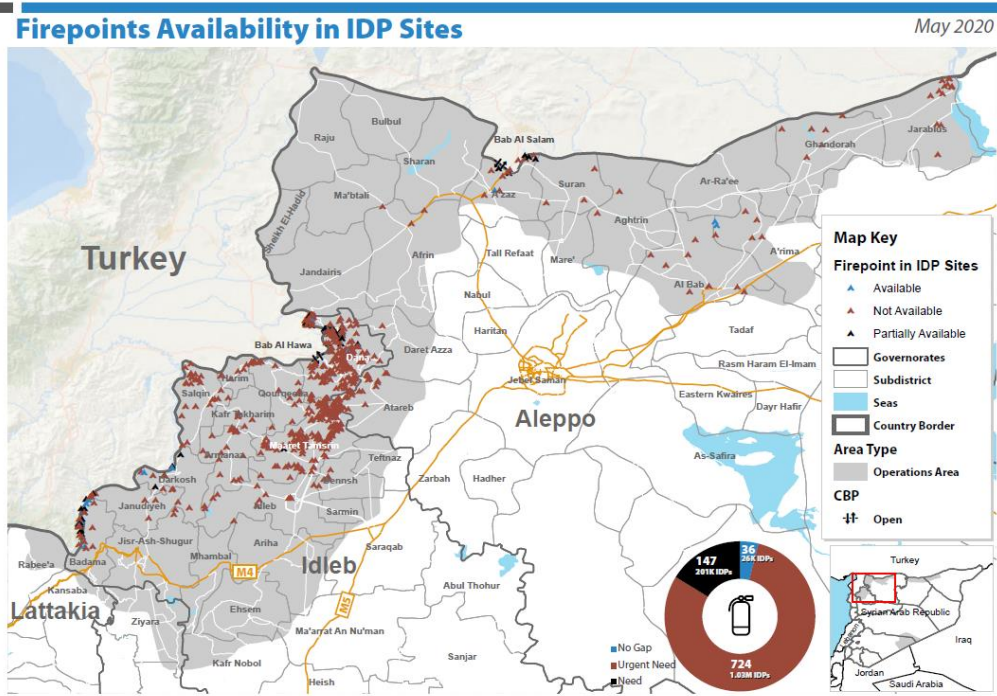 Firepoints Availability in IDP Sites
May 2020
Bulbul
Raju
Bab Al Salam
Jarablus
Ghandorah
Sharan
Suran
Ar-Ra'ee
Ma'btali
A'zaz
Sheikh El-Hadid
Aghtrin
Turkey
Afrin
Tall Refaat
Mare'
A'rima
Jandairis
Al Bab
Nabul
Bab Al Hawa
Haritan
Tadaf
Dana
Daret Azza
Rasm Haram El-Imam
Harim
Salqin
Qourqeena
Jebel Saman
Eastern Kwaires
Kafr Takharim
Atareb
Aleppo
Dayr Hafir
Maaret Tamsrin
Armanaz
Teftnaz
As-Safira
Darkosh
Bennsh
Zarbah
Hadher
Janudiyeh
Idleb
Sarmin
Jisr-Ash-Shugur
Ariha
Saraqab
Mhambal
Idleb
Rabee'a
Badama
M4
Abul Thohur
Kansaba
Lattakia
Ehsem
M5
Ziyara
Ma'arrat An Nu'man
Sanjar
Kafr Nobol
Heish
Map Key
Firepoint in IDP Sites
Available
Not Available
Partially Available
Governorates
Subdistrict
Seas
Country Border
Area Type
Operations Area
CBP
Open
147
201K IDPs
36
26K IDPs
724
1.03M IDPs
No Gap
Urgent Need
Need
Turkey
Syrian Arab Republic
Iraq
Jordan
Saudi Arabia